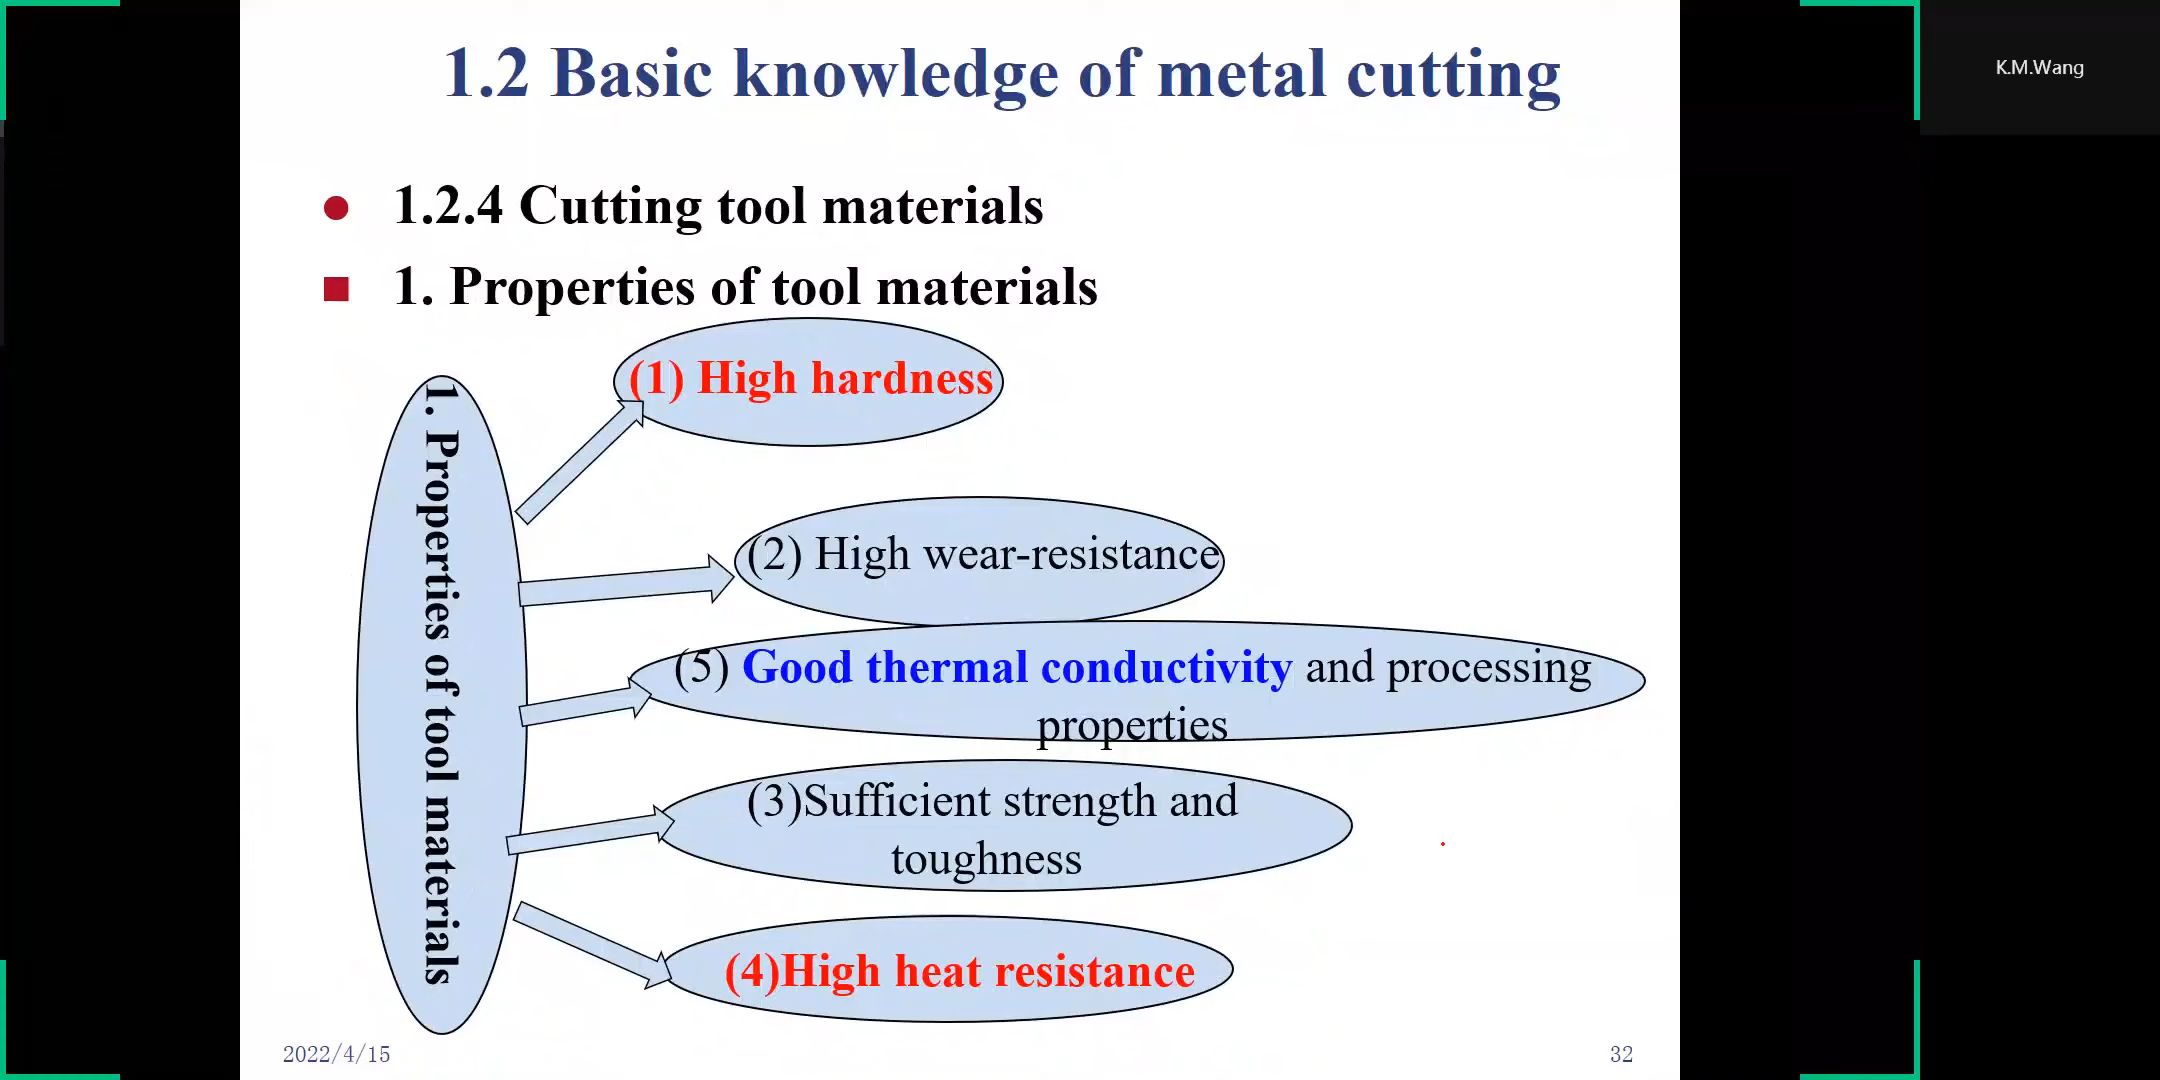 1.2 Basic knowledge of metal cutting
K.M.Wang
1.2.4 Cutting tool materials
1. Properties of tool materials
1. Properties of tool materials
(1) High hardness
(2) High wear-resistance
(5) Good thermal conductivity and processing
properties
(3)Sufficient strength and
toughness
(4)High heat resistance
2022/4/15
32